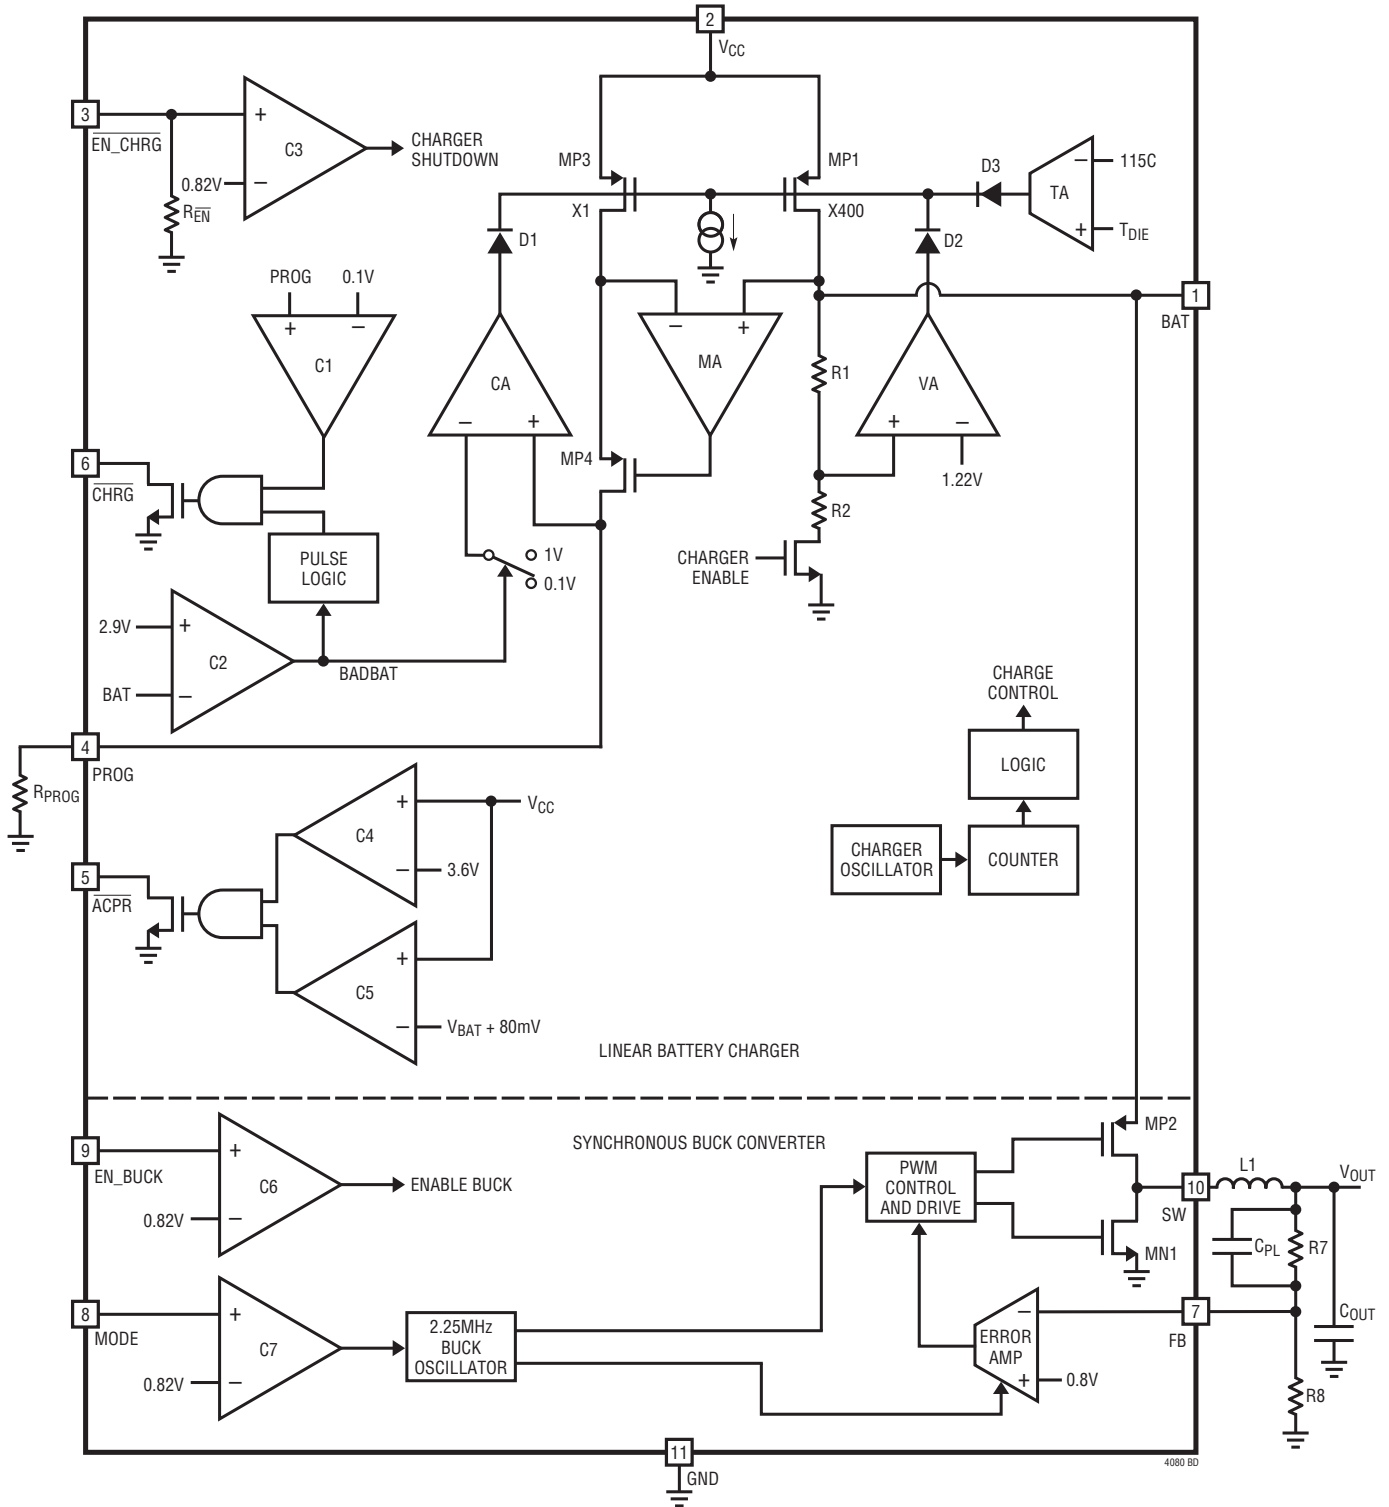 2
VCC
3
EN_CHRG
+
C3
0.82V
–
REN
CHARGER
SHUTDOWN
MP3
X1
MP1
X400
D3
TA
–
115C
+
TDIE
D1
D2
PROG
0.1V
+
–
C1
1
BAT
CA
–
+
–
+
MA
R1
VA
+
–
1.22V
6
CHRG
MP4
R2
PULSE
LOGIC
1V
0.1V
CHARGER
ENABLE
2.9V
+
C2
BAT
–
BADBAT
4
PROG
RPROG
CHARGE
CONTROL
LOGIC
CHARGER
OSCILLATOR
COUNTER
C4
+
VCC
–
3.6V
5
ACPR
C5
+
–
VBAT + 80mV
LINEAR BATTERY CHARGER
9
EN_BUCK
+
C6
0.82V
–
ENABLE BUCK
SYNCHRONOUS BUCK CONVERTER
PWM
CONTROL
AND DRIVE
MP2
10
SW
L1
VOUT
MN1
CPL
R7
COUT
8
MODE
+
C7
0.82V
–
2.25MHz
BUCK
OSCILLATOR
–
ERROR
AMP
+
0.8V
7
FB
R8
11
GND
4080 BD